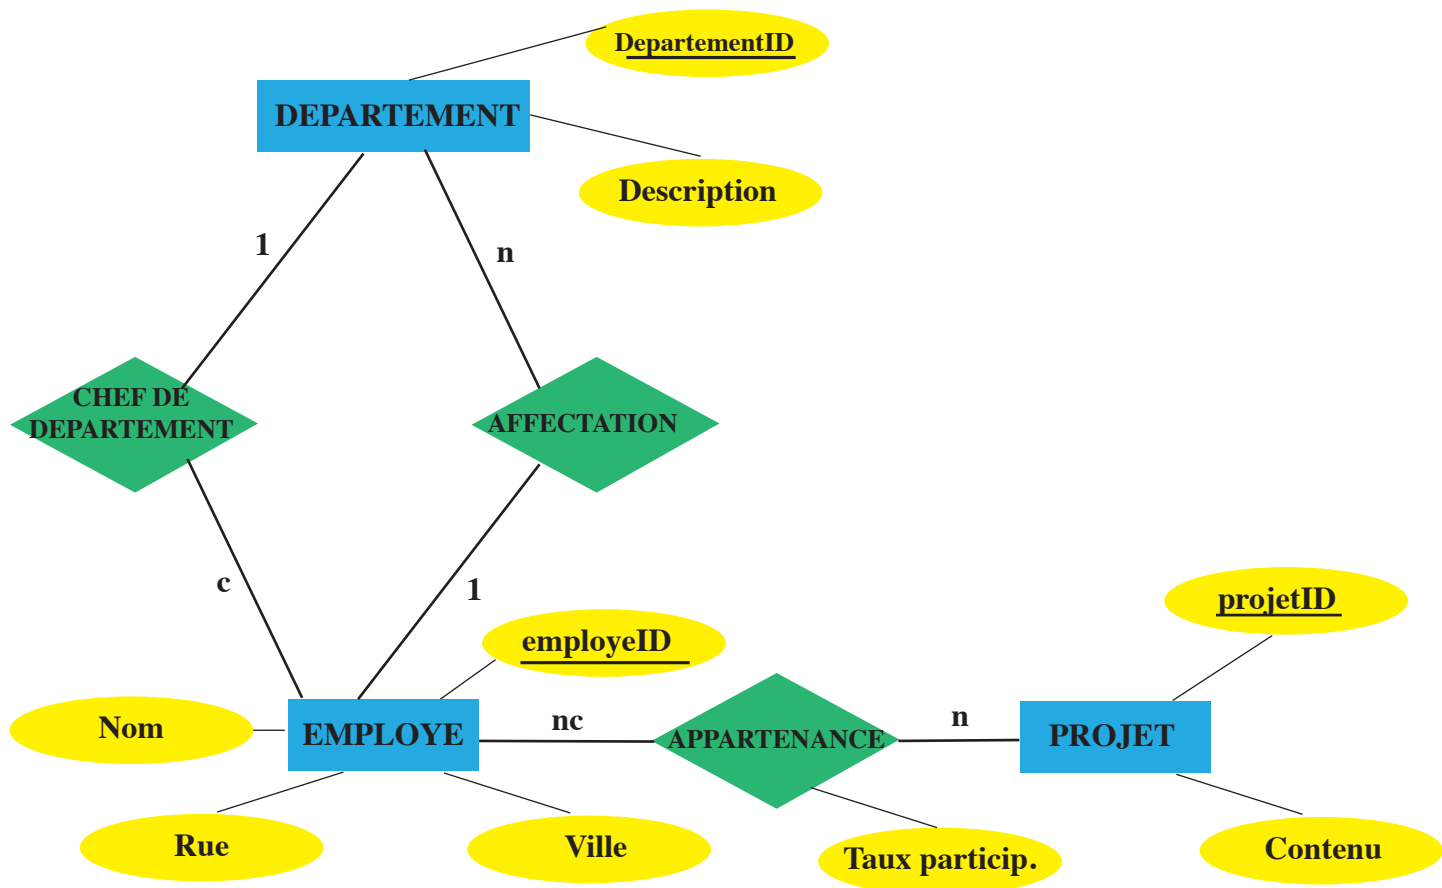 DepartementID
DEPARTEMENT
Description
1
n
CHEF DE
DEPARTEMENT
AFFECTATION
c
1
projetID
employeID
Nom
EMPLOYE
nc
APPARTENANCE
n
PROJET
Rue
Ville
Taux particip.
Contenu